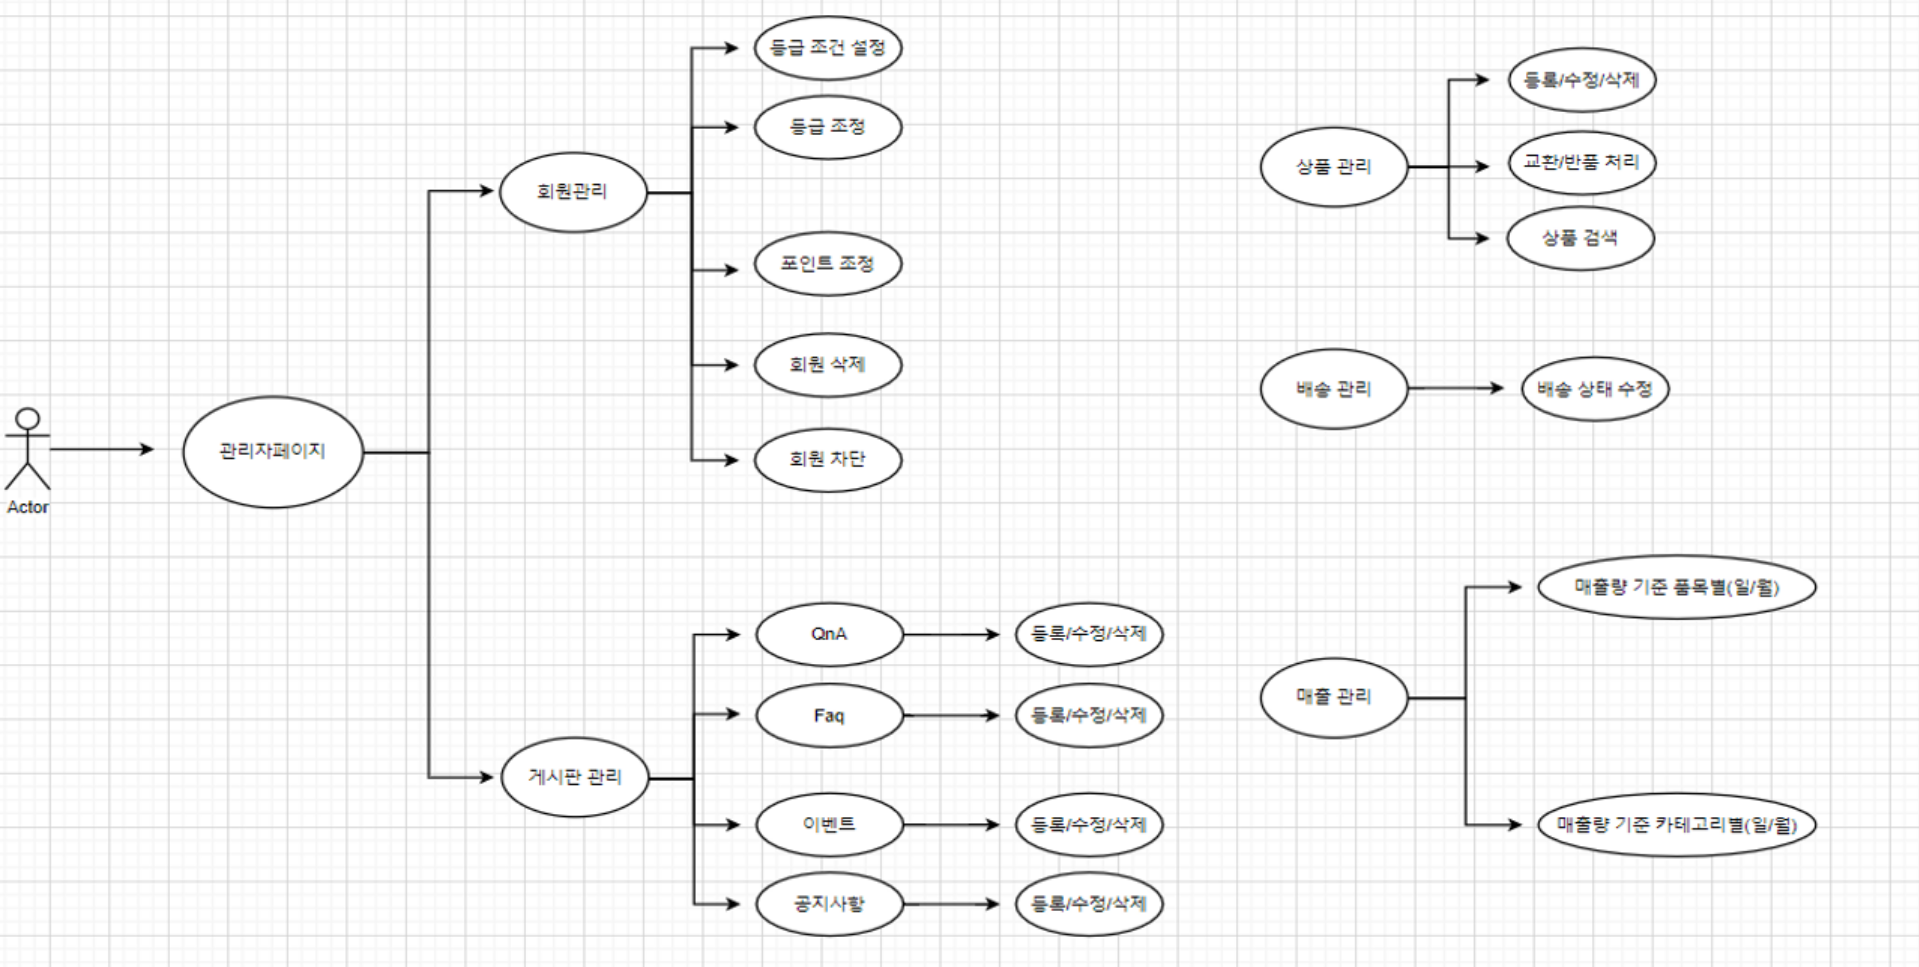 Actor
관리자페이지
회원관리
등급 조건 설정
등급 조정
포인트 조정
회원 삭제
회원 차단
게시판 관리
QnA
등록/수정/삭제
Faq
등록/수정/삭제
이벤트
등록/수정/삭제
공지사항
등록/수정/삭제
상품 관리
등록/수정/삭제
교환/반품 처리
상품 검색
배송 관리
배송 상태 수정
매출 관리
매출량 기준 품목별(일/월)
매출량 기준 카테고리별(일/월)